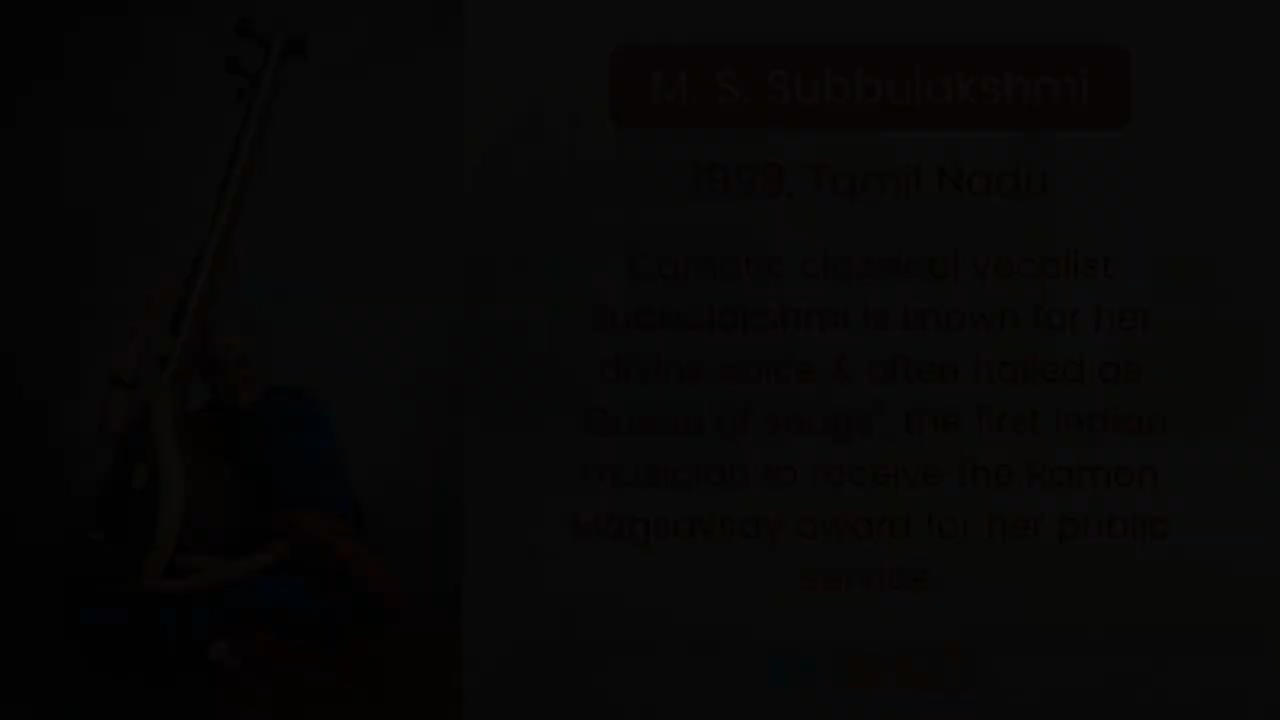 M. S. Subbulakshmi
1998, Tamil Nadu
Carnatic classical vocalist
Subbulakshmi is known for her
divine voice & often hailed as
'Queen of songs', the first Indian
musician to receive the Ramon
Magsaysay award for her public
service.